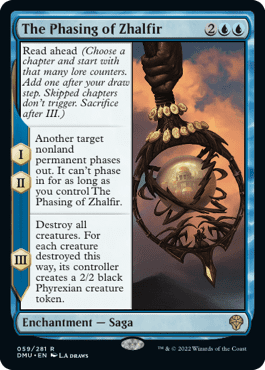 The Phasing of Zhalfir 2
Read ahead (Choose a
chapter and start with
that many lore counters.
Add one after your draw
step. Skipped chapters
don't trigger. Sacrifice
after III.)
I
II
Another target
nonland
permanent phases
out. It can't phase
in for as long as
you control The
Phasing of Zhalfir.
III
Destroy all
creatures. For
each creature
destroyed this
way, its controller
creates a 2/2 black
Phyrexian creature
token.
Enchantment — Saga
059/281 R
DMU • EN LA DRAWS
™ & © 2022 Wizards of the Coast